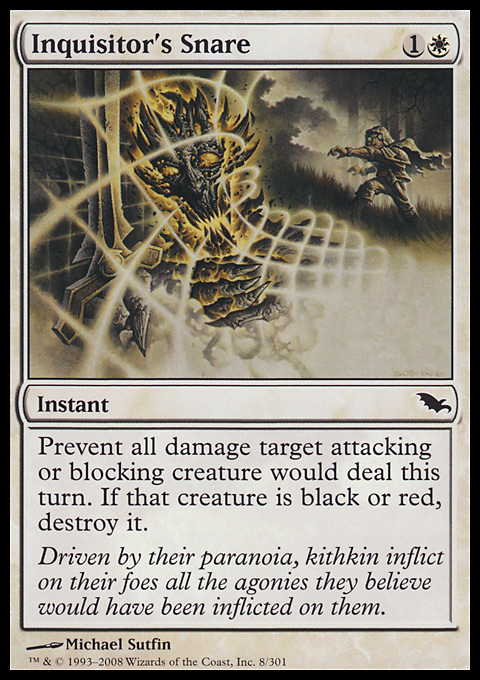 Inquisitor's Snare 1
Instant
Prevent all damage target attacking
or blocking creature would deal this
turn. If that creature is black or red,
destroy it.
Driven by their paranoia, kithkin inflict
on their foes all the agonies they believe
would have been inflicted on them.
Michael Sutfin
™ & © 1993–2008 Wizards of the Coast, Inc. 8/301